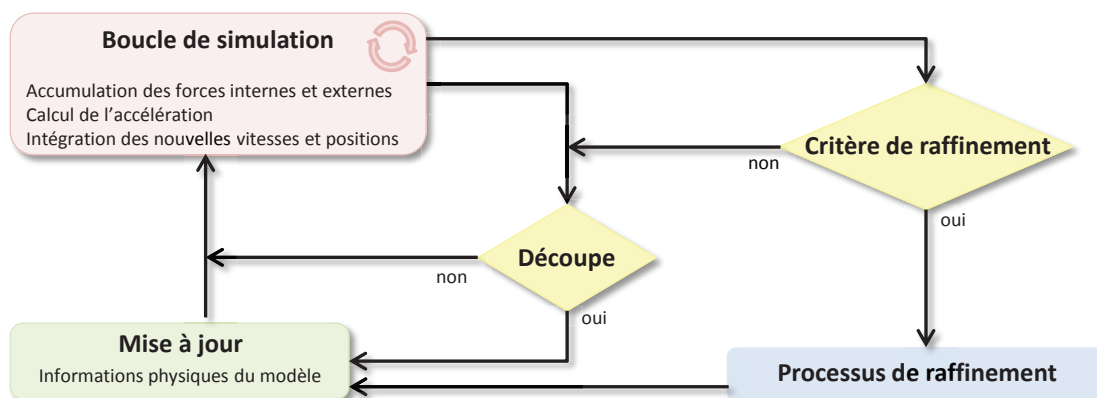 Boucle de simulation
Accumulation des forces internes et externes
Calcul de l’accélération
Intégration des nouvelles vitesses et positions
Critère de raffinement
non
oui
Découpe
non
oui
Mise à jour
Informations physiques du modèle
Processus de raffinement